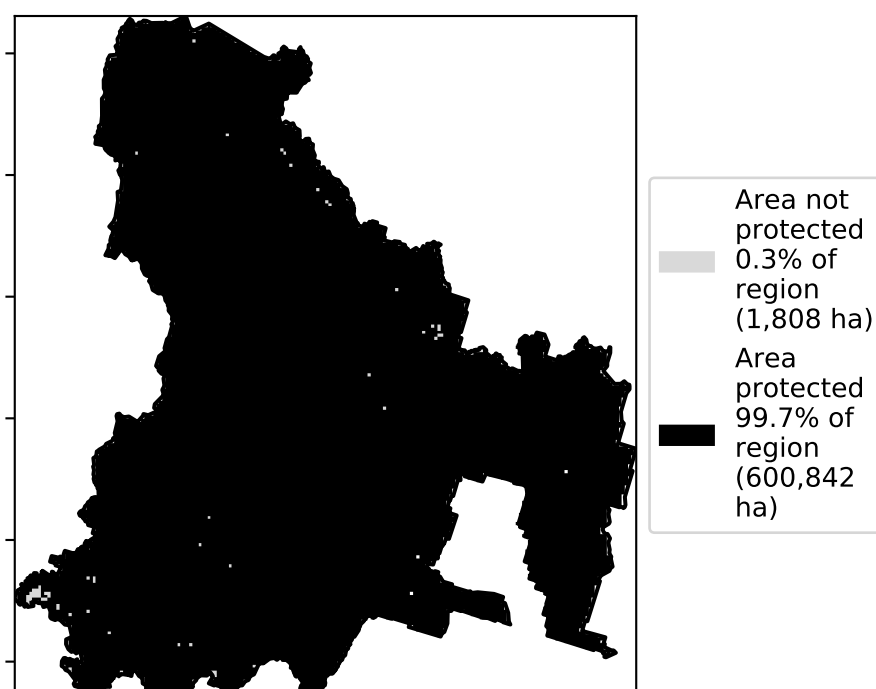 Area not
protected
0.3% of
region
(1,808 ha)
Area
protected
99.7% of
region
(600,842
ha)